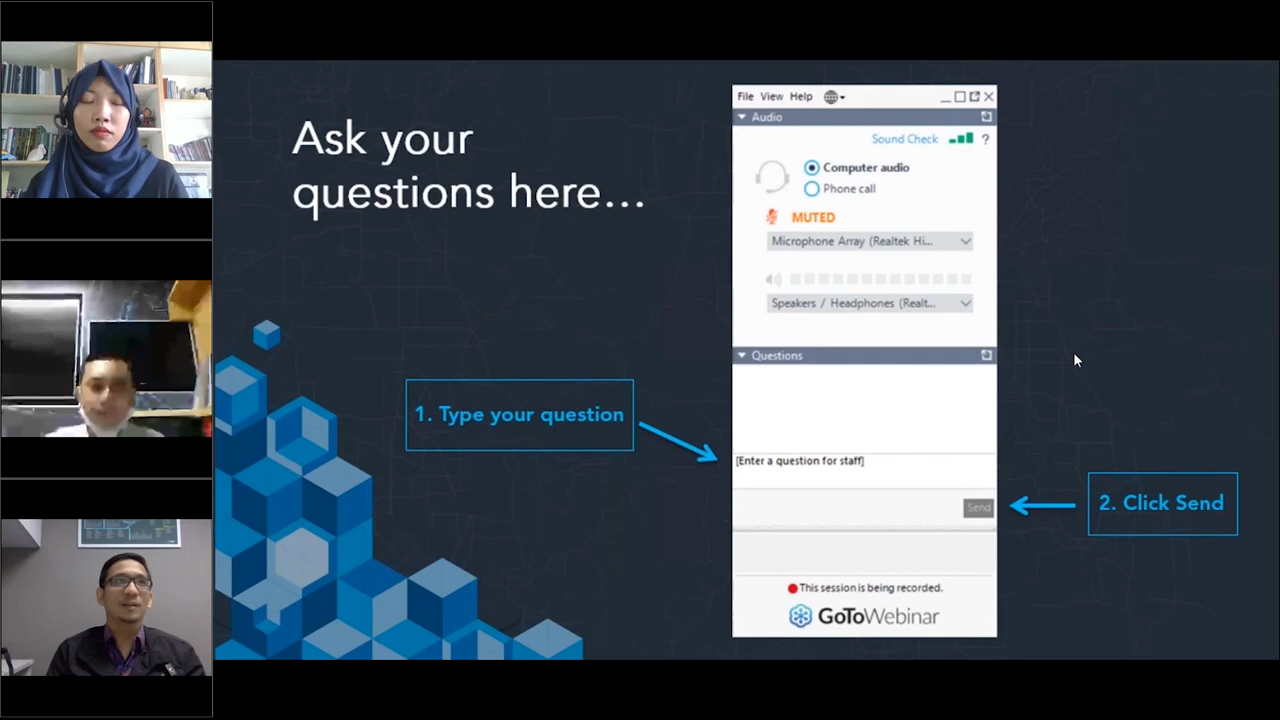 Ask your
questions here...
File View Help
Audio
Sound Check
?
Computer audio
Phone call
MUTED
Microphone Array (Realtek Hi...
Speakers / Headphones (Realt...
Questions
1. Type your question
[Enter a question for staff]
Send
2. Click Send
This session is being recorded.
GoToWebinar